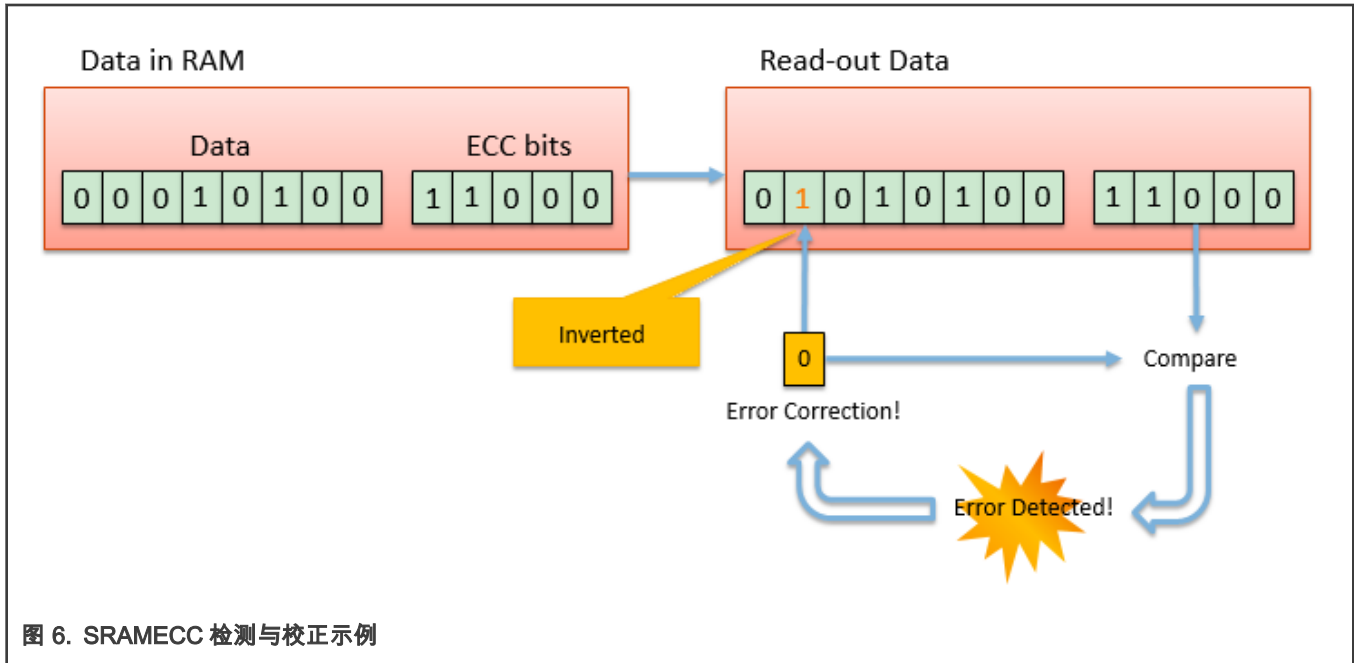 Data in RAM
Read-out Data
Data
ECC bits
0 0 0 1 0 1 0 0
1 1 0 0 0
0 1 0 1 0 1 0 0
1 1 0 0 0
Inverted
0
Compare
Error Correction!
Error Detected!
图 6. SRAMECC 检测与校正示例